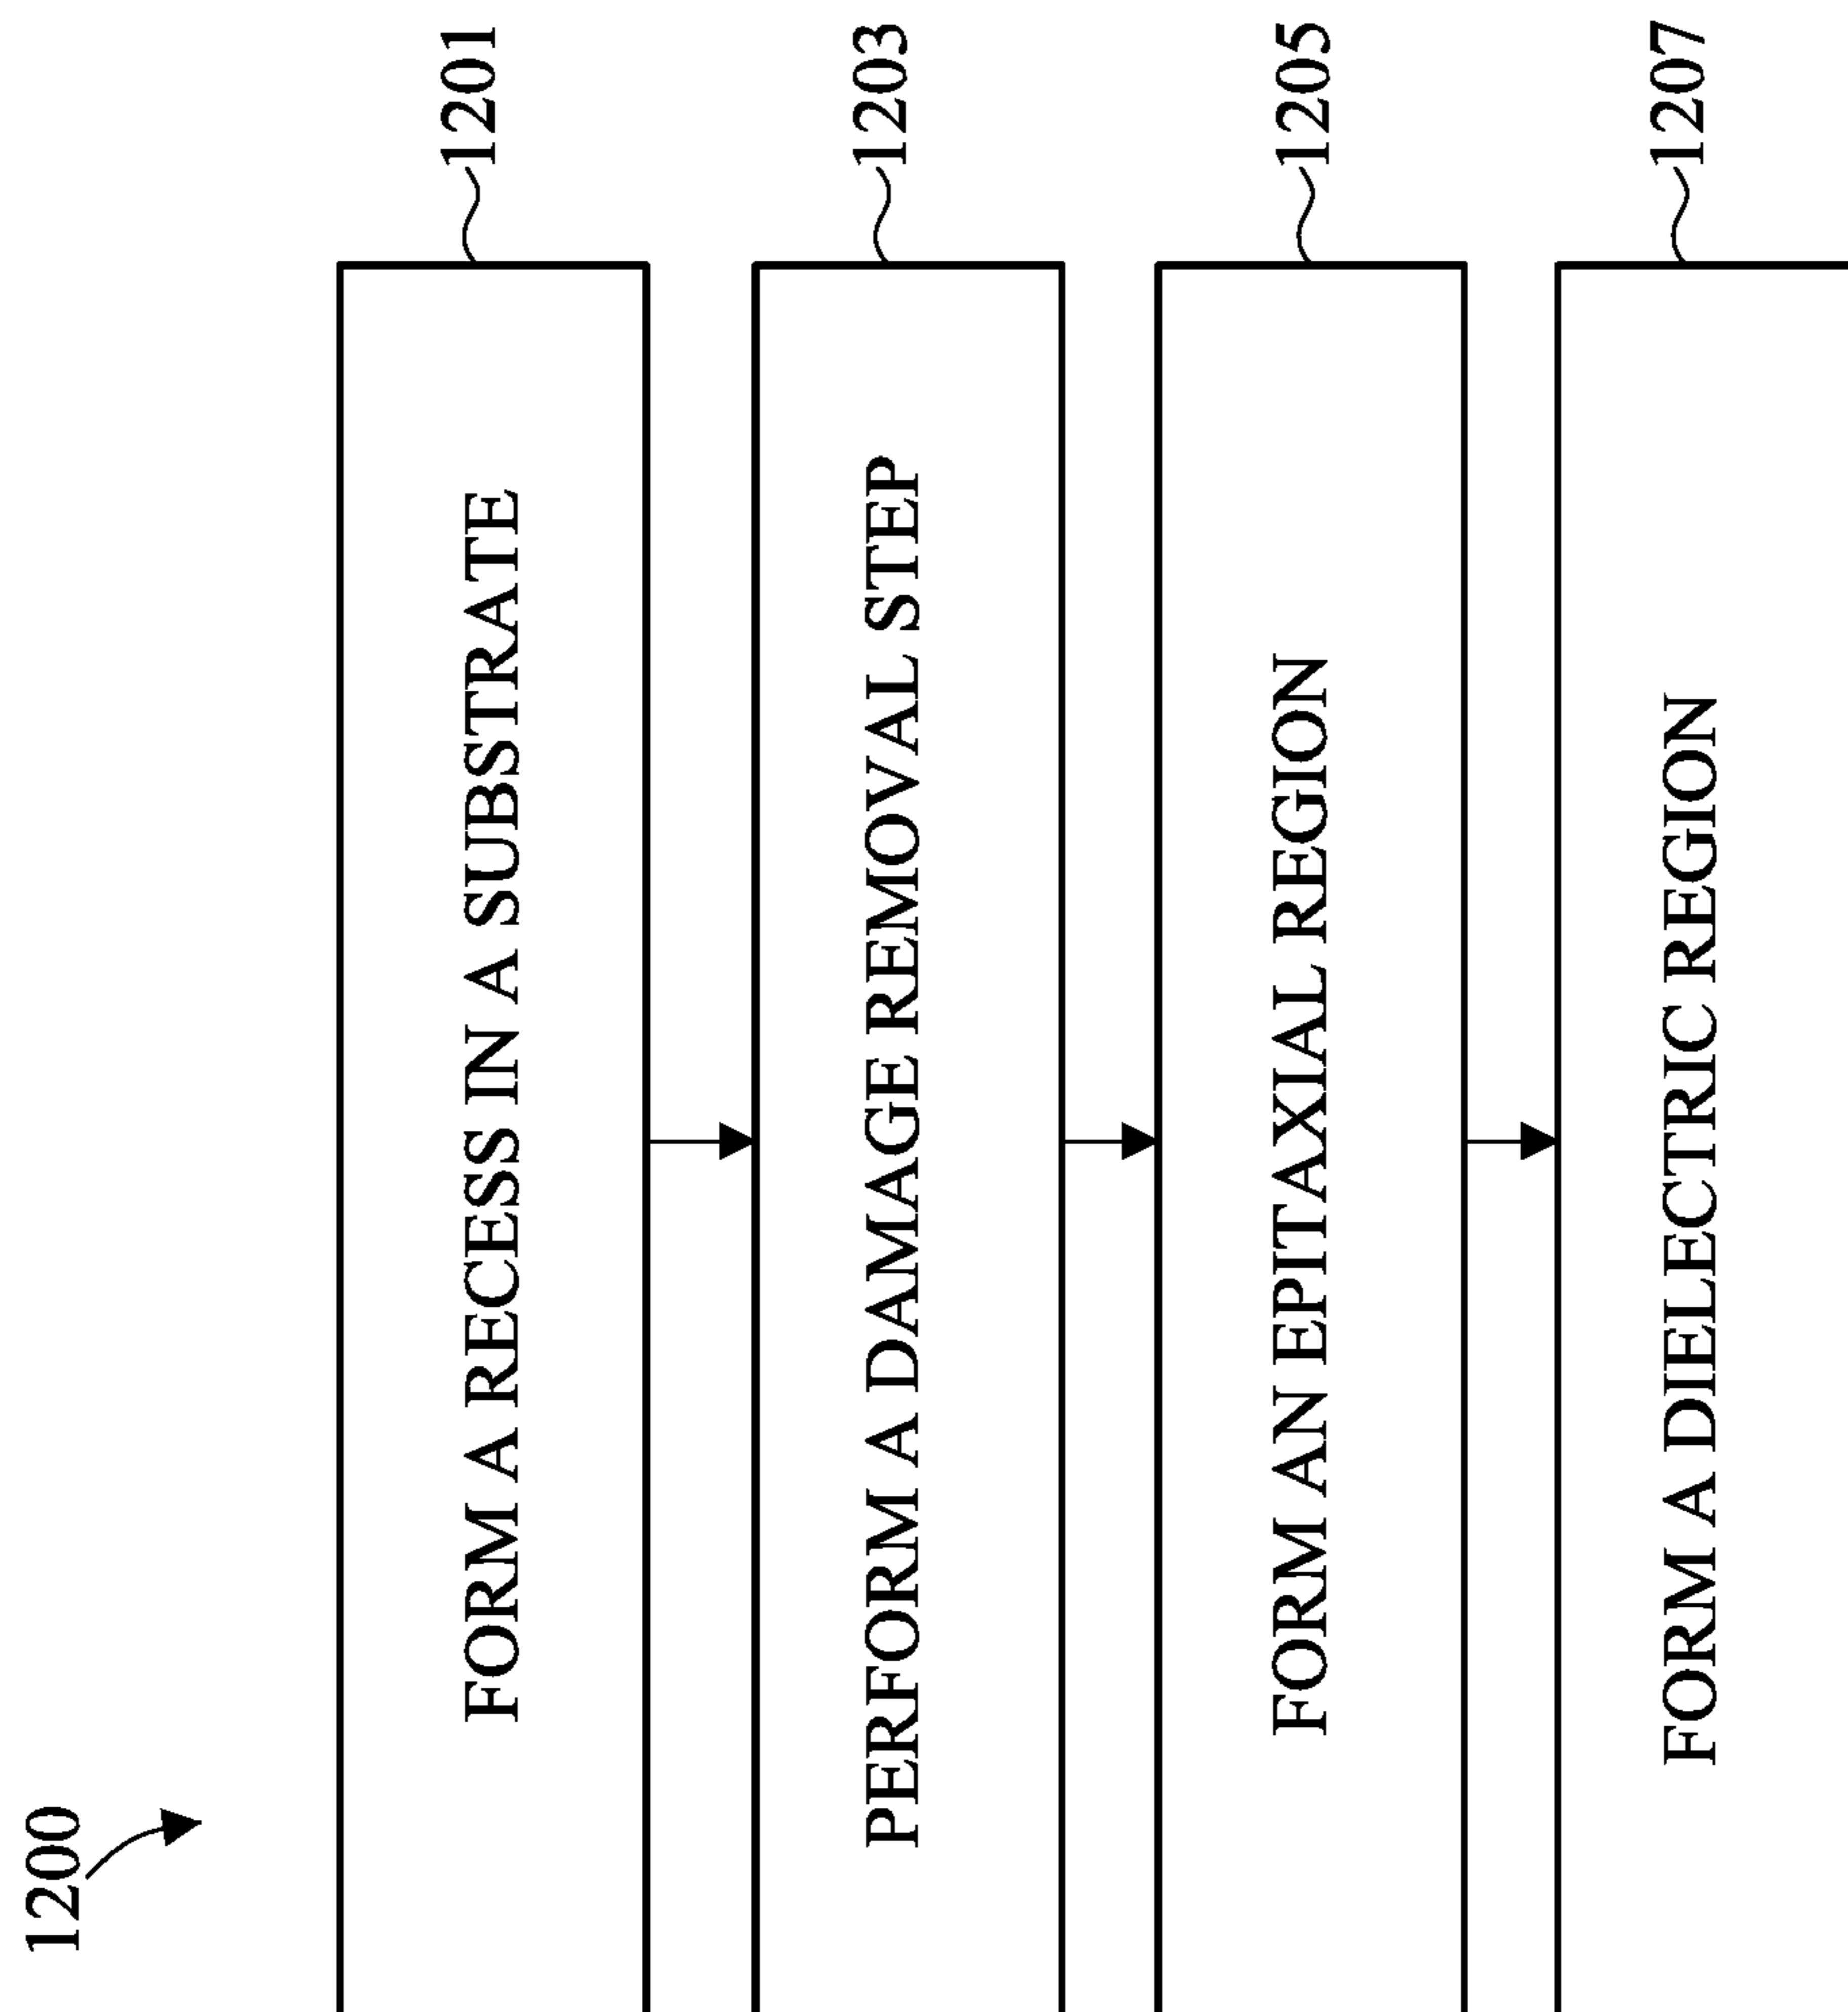 1200
FORM A RECESS IN A SUBSTRATE
1201
PERFORM A DAMAGE REMOVAL STEP
1203
FORM AN EPITAXIAL REGION
1205
FORM A DIELECTRIC REGION
1207